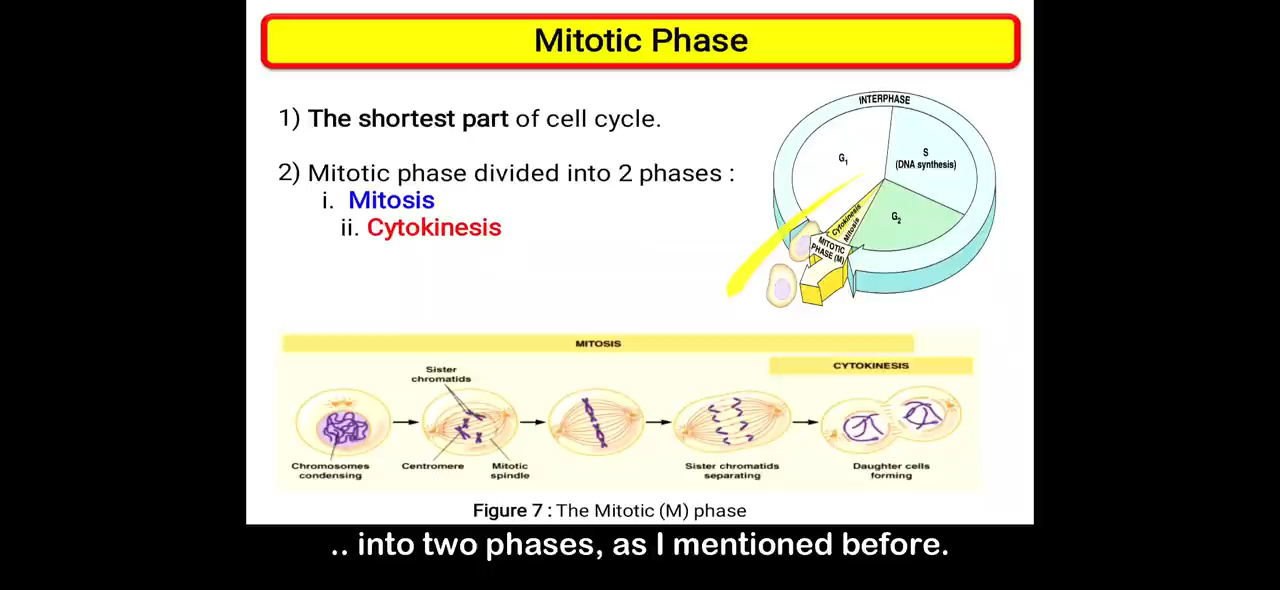 Mitotic Phase
1) The shortest part of cell cycle.
2) Mitotic phase divided into 2 phases :
i. Mitosis
ii. Cytokinesis
INTERPHASE
G1
S
(DNA synthesis)
G2
Cytokinesis
Mitosis
MITOTIC
PHASE (M)
MITOSIS
CYTOKINESIS
Sister
chromatids
Chromosomes
condensing
Centromere
Mitotic
spindle
Sister chromatids
separating
Daughter cells
forming
Figure 7 : The Mitotic (M) phase
.. into two phases, as I mentioned before.